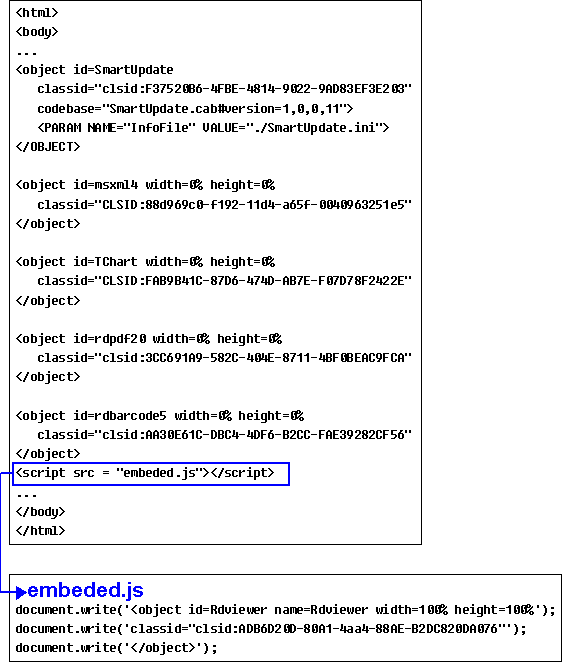 <html>
<body>
...
<object id=SmartUpdate
classid="clsid:F37520B6-4FBE-4814-9022-9AD83EF3E203"
codebase="SmartUpdate.cab#version=1,0,0,11">
<PARAM NAME="InfoFile" VALUE="./SmartUpdate.ini">
</OBJECT>
<object id=msxml4 width=0% height=0%
classid="CLSID:88d969c0-f192-11d4-a65f-0040963251e5"
</object>
<object id=TChart width=0% height=0%
classid="CLSID:FAB9B41C-87D6-474D-AB7E-F07D78F2422E"
</object>
<object id=rdpdf20 width=0% height=0%
classid="clsid:3CC691A9-582C-404E-8711-4BF0BEAC9FCA"
</object>
<object id=rdbarcode5 width=0% height=0%
classid="clsid:AA30E61C-DBC4-4DF6-B2CC-FAE39282CF56"
</object>
<script src = "embeded.js"></script>
...
</body>
</html>
embeded.js
document.write('<object id=Rdviewer name=Rdviewer width=100% height=100%');
document.write('classid="clsid:ADB6D20D-80A1-4aa4-88AE-B2DC820DA076"');
document.write('</object>');